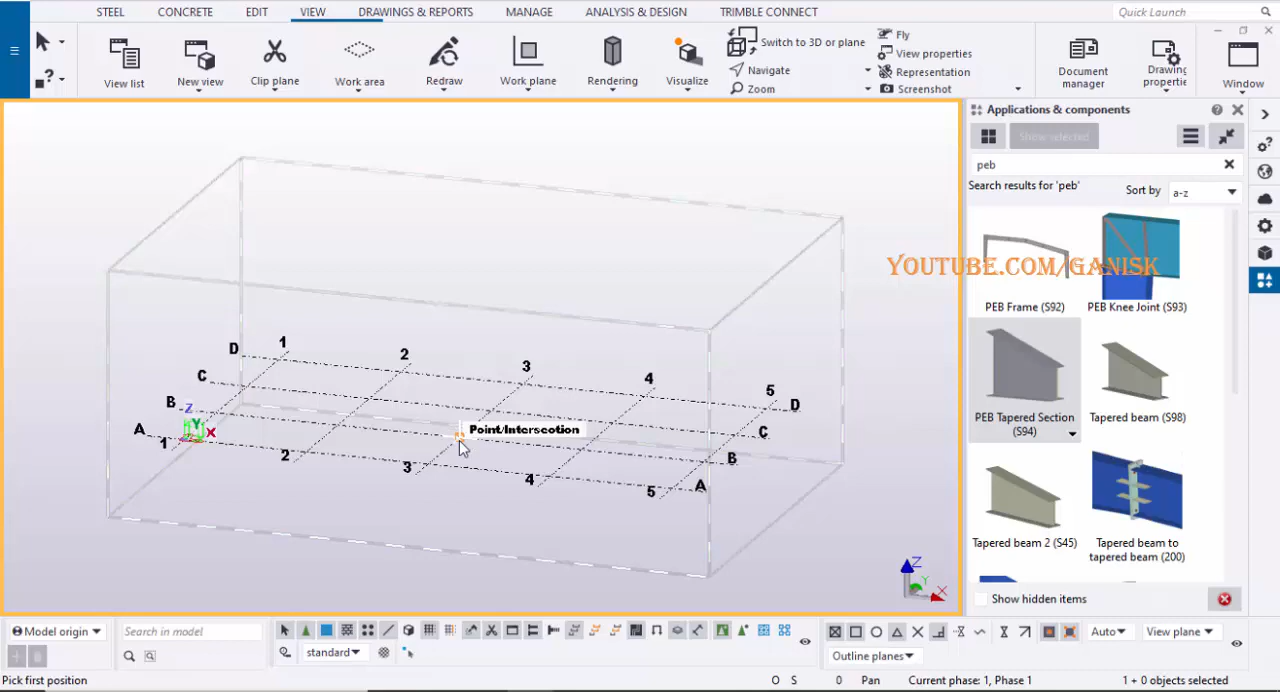 STEEL CONCRETE EDIT VIEW DRAWINGS & REPORTS MANAGE ANALYSIS & DESIGN TRIMBLE CONNECT Quick Launch
View list
New view
Clip plane
Work area
Redraw
Work plane
Rendering
Visualize
Switch to 3D or plane
Navigate
Zoom
Fly
View properties
Representation
Screenshot
Document manager
Drawing propertie
Window
Applications & components
Show selected
peb
Search results for 'peb'
Sort by a-z
YOUTUBE.COM/GANISK
PEB Frame (S92)
PEB Knee Joint (S93)
PEB Tapered Section (S94)
Tapered beam (S98)
Tapered beam 2 (S45)
Tapered beam to tapered beam (200)
Show hidden items
D 1 2 3 4 5 D
C C
B B
A A
1 2 3 4 5
Z Y X
Point/Intersection
Z Y X
Model origin
Search in model
standard
Auto
View plane
Outline planes
Pick first position
O S 0 Pan Current phase: 1, Phase 1 1 + 0 objects selected